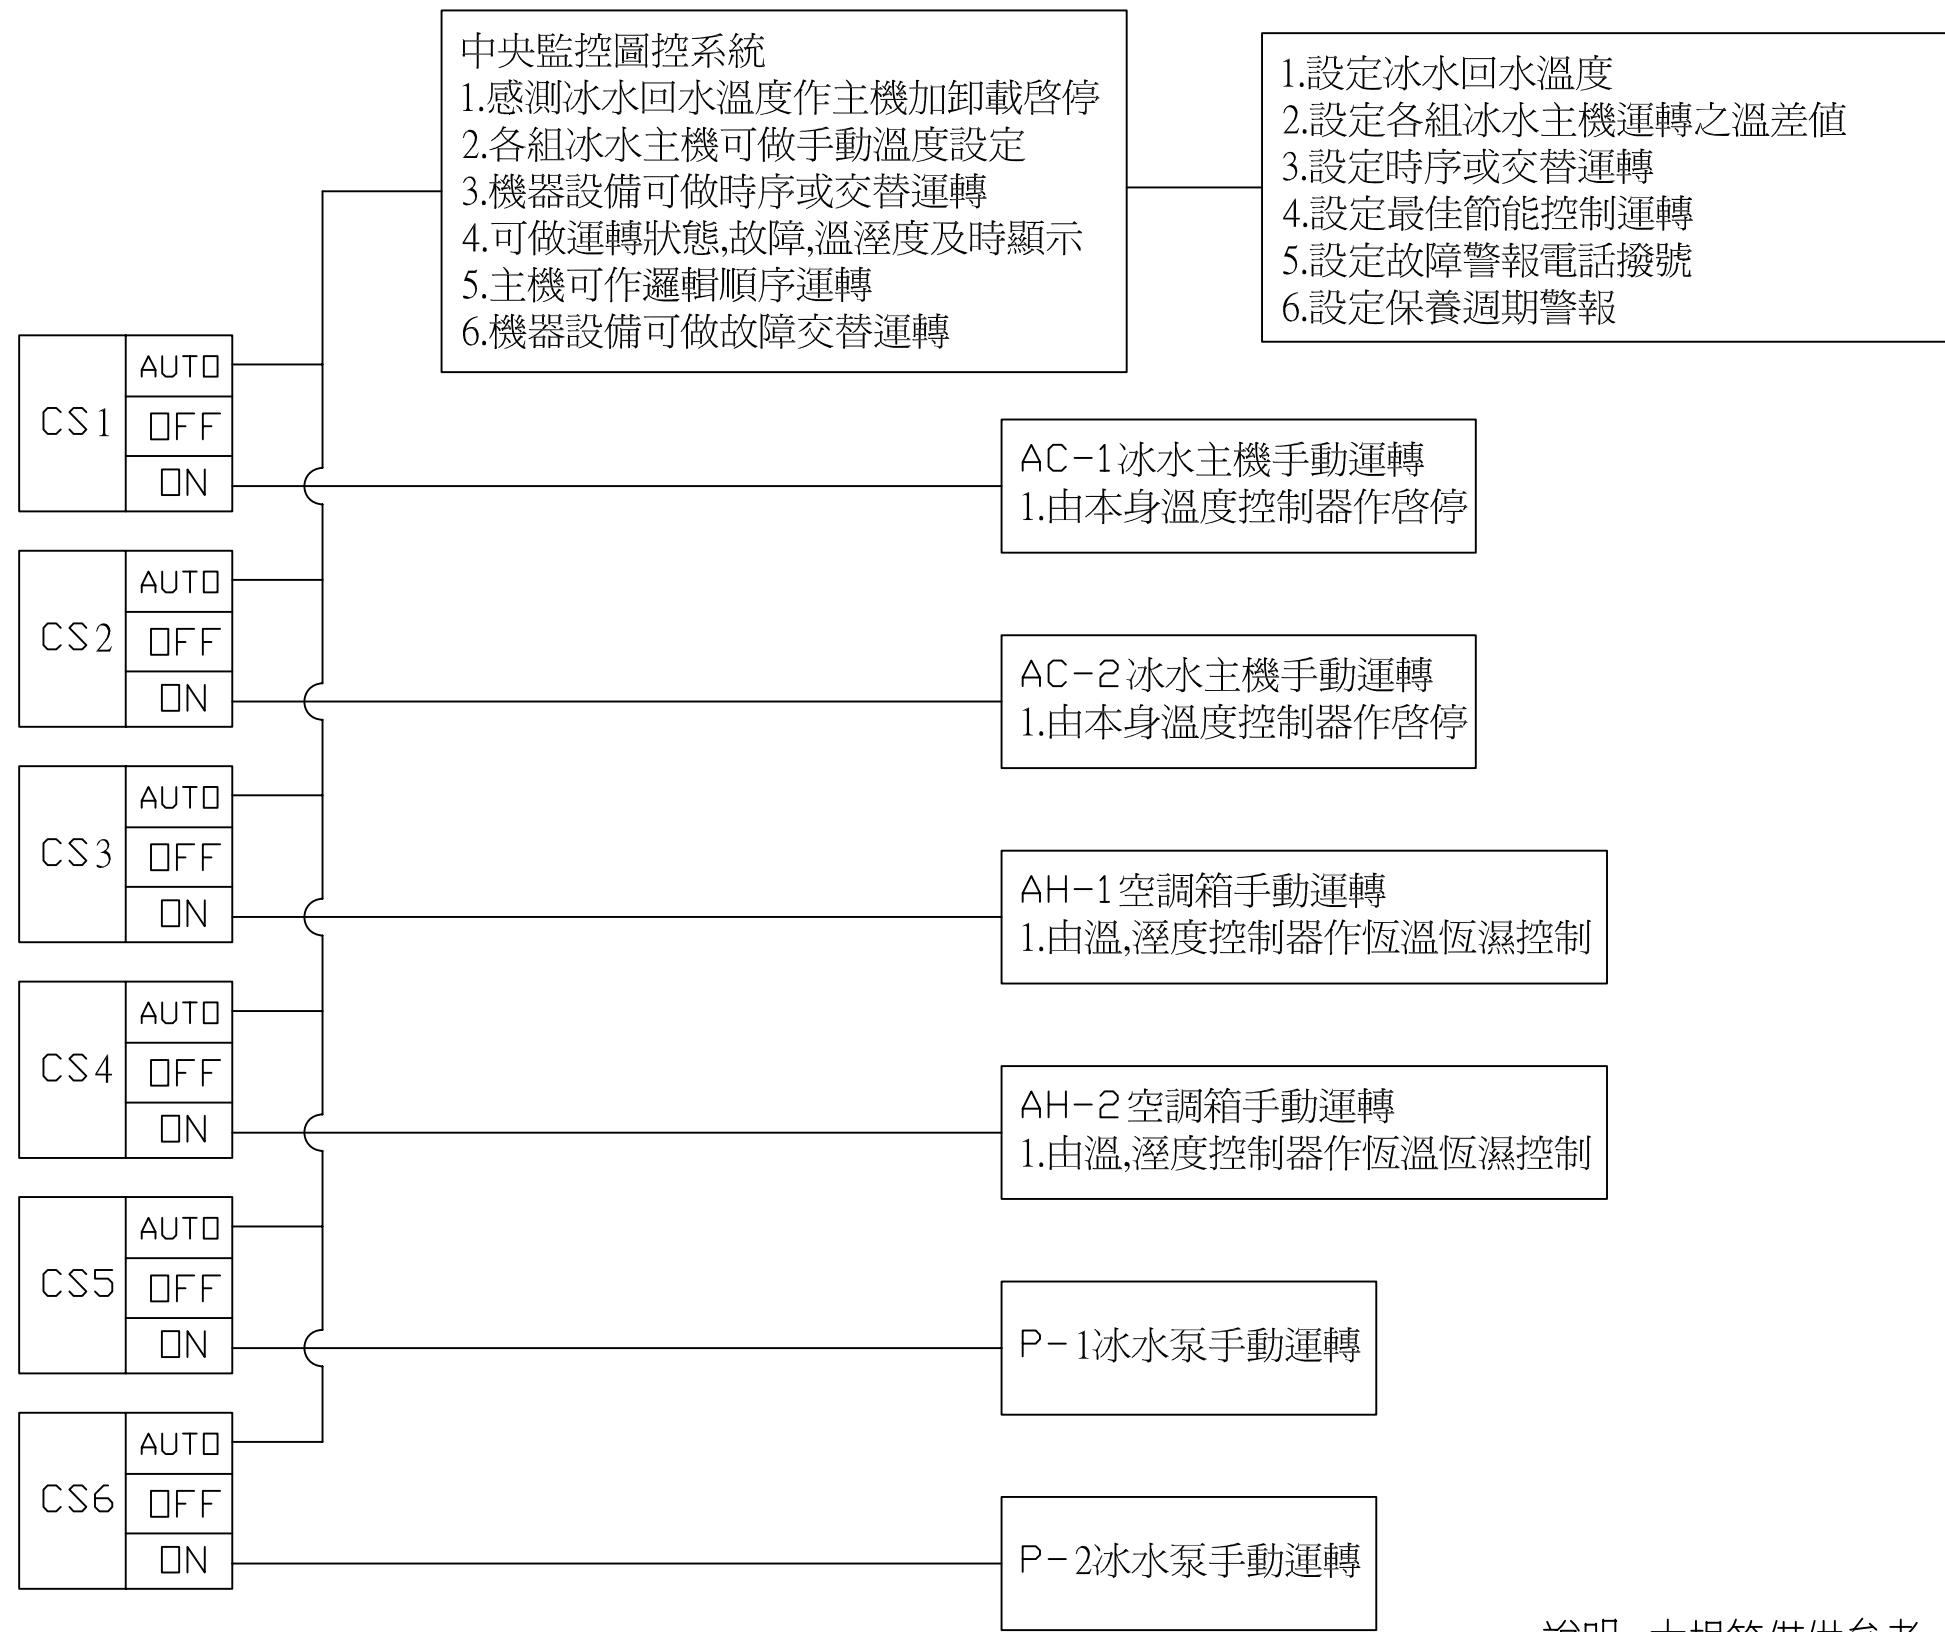 中央監控圖控系統
1.感測冰水回水溫度作主機加卸載啓停
2.各組冰水主機可做手動溫度設定
3.機器設備可做時序或交替運轉
4.可做運轉狀態,故障,溫溼度及時顯示
5.主機可作邏輯順序運轉
6.機器設備可做故障交替運轉
1.設定冰水回水溫度
2.設定各組冰水主機運轉之溫差值
3.設定時序或交替運轉
4.設定最佳節能控制運轉
5.設定故障警報電話撥號
6.設定保養週期警報
CS1
AUTO
OFF
ON
AC-1冰水主機手動運轉
1.由本身溫度控制器作啓停
CS2
AUTO
OFF
ON
AC-2冰水主機手動運轉
1.由本身溫度控制器作啓停
CS3
AUTO
OFF
ON
AH-1空調箱手動運轉
1.由溫,溼度控制器作恆溫恆濕控制
CS4
AUTO
OFF
ON
AH-2空調箱手動運轉
1.由溫,溼度控制器作恆溫恆濕控制
CS5
AUTO
OFF
ON
P-1冰水泵手動運轉
CS6
AUTO
OFF
ON
P-2冰水泵手動運轉